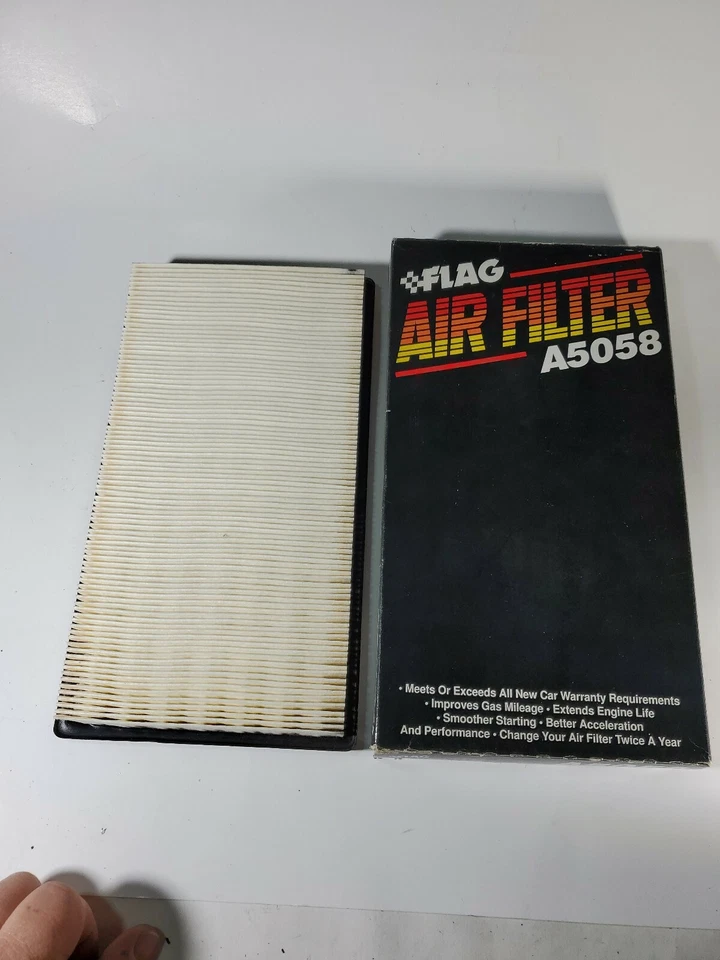 FLAG
AIR FILTER
A5058
• Meets Or Exceeds All New Car Warranty Requirements
• Improves Gas Mileage • Extends Engine Life
• Smoother Starting • Better Acceleration
And Performance • Change Your Air Filter Twice A Year